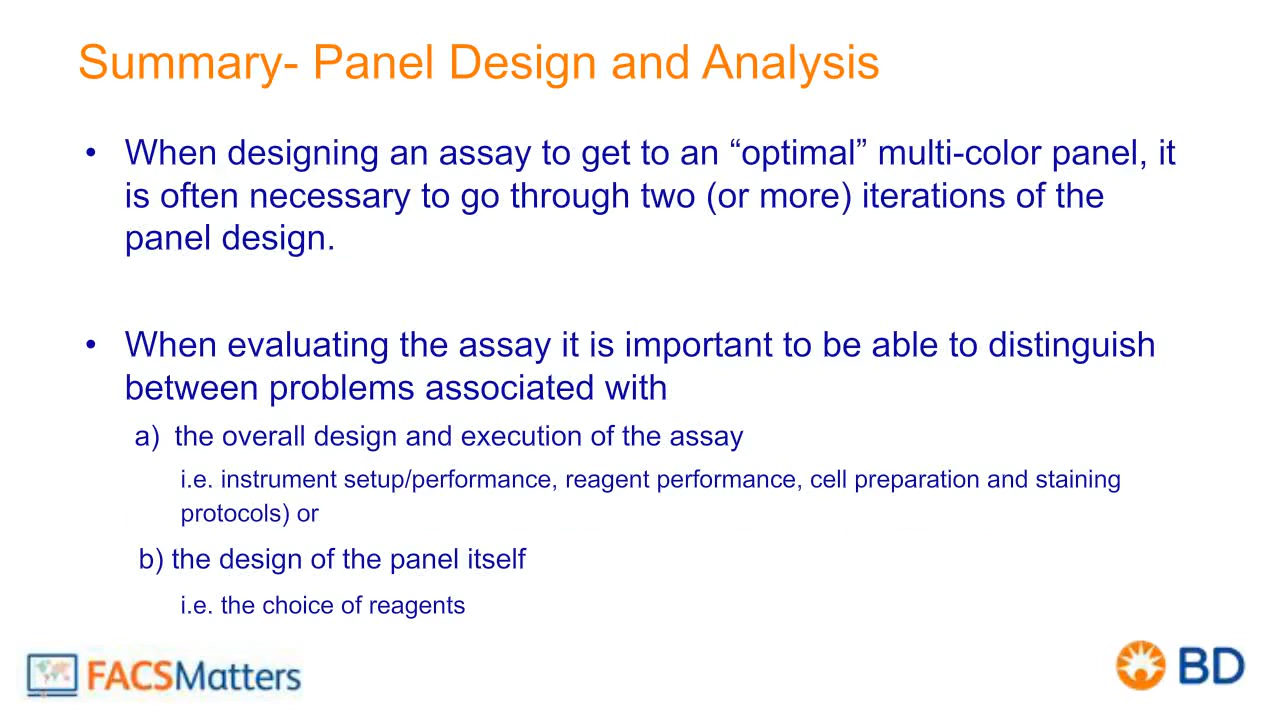 Summary- Panel Design and Analysis
• When designing an assay to get to an “optimal” multi-color panel, it
is often necessary to go through two (or more) iterations of the
panel design.
• When evaluating the assay it is important to be able to distinguish
between problems associated with
a) the overall design and execution of the assay
i.e. instrument setup/performance, reagent performance, cell preparation and staining
protocols) or
b) the design of the panel itself
i.e. the choice of reagents
FACSMatters
BD